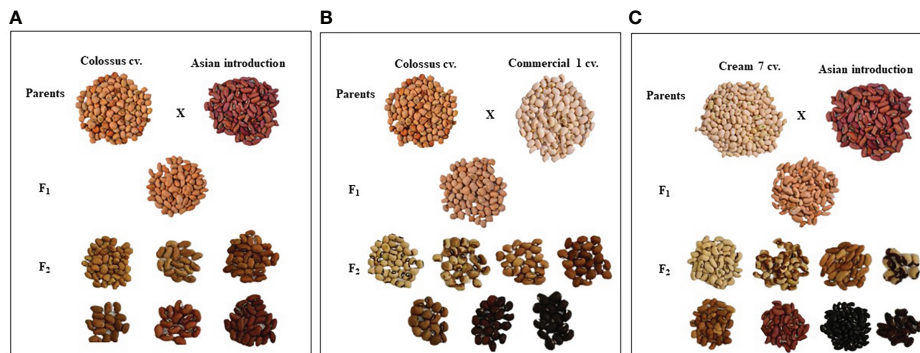 A
Colossus cv.
Asian introduction
Parents
X
F1
F2
B
Colossus cv.
Commercial 1 cv.
Parents
X
F1
F2
C
Cream 7 cv.
Asian introduction
Parents
X
F1
F2